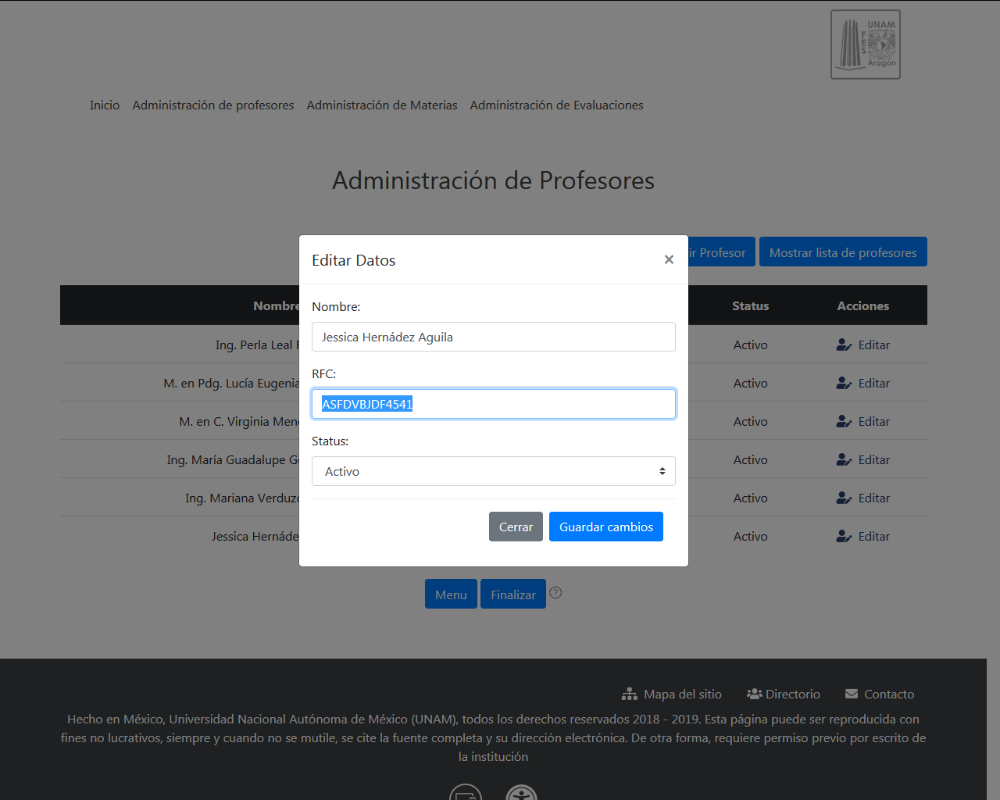 UNAM
FES
Aragón
Inicio Administración de profesores Administración de Materias Administración de Evaluaciones
Administración de Profesores
ir Profesor Mostrar lista de profesores
Editar Datos ×
Nombre Status Acciones
Nombre:
Jessica Hernádez Aguila
Ing. Perla Leal Activo Editar
RFC:
M. en Pdg. Lucía Eugenia Activo Editar
ASFDVBJDF4541
M. en C. Virginia Activo Editar
Status:
Ing. María Guadalupe Activo Editar
Activo
Ing. Mariana Verduzc Activo Editar
Cerrar Guardar cambios
Jessica Hernáde Activo Editar
Menu Finalizar ?
Mapa del sitio Directorio Contacto
Hecho en México, Universidad Nacional Autónoma de México (UNAM), todos los derechos reservados 2018 - 2019. Esta página puede ser reproducida con
fines no lucrativos, siempre y cuando no se mutile, se cite la fuente completa y su dirección electrónica. De otra forma, requiere permiso previo por escrito de
la institución